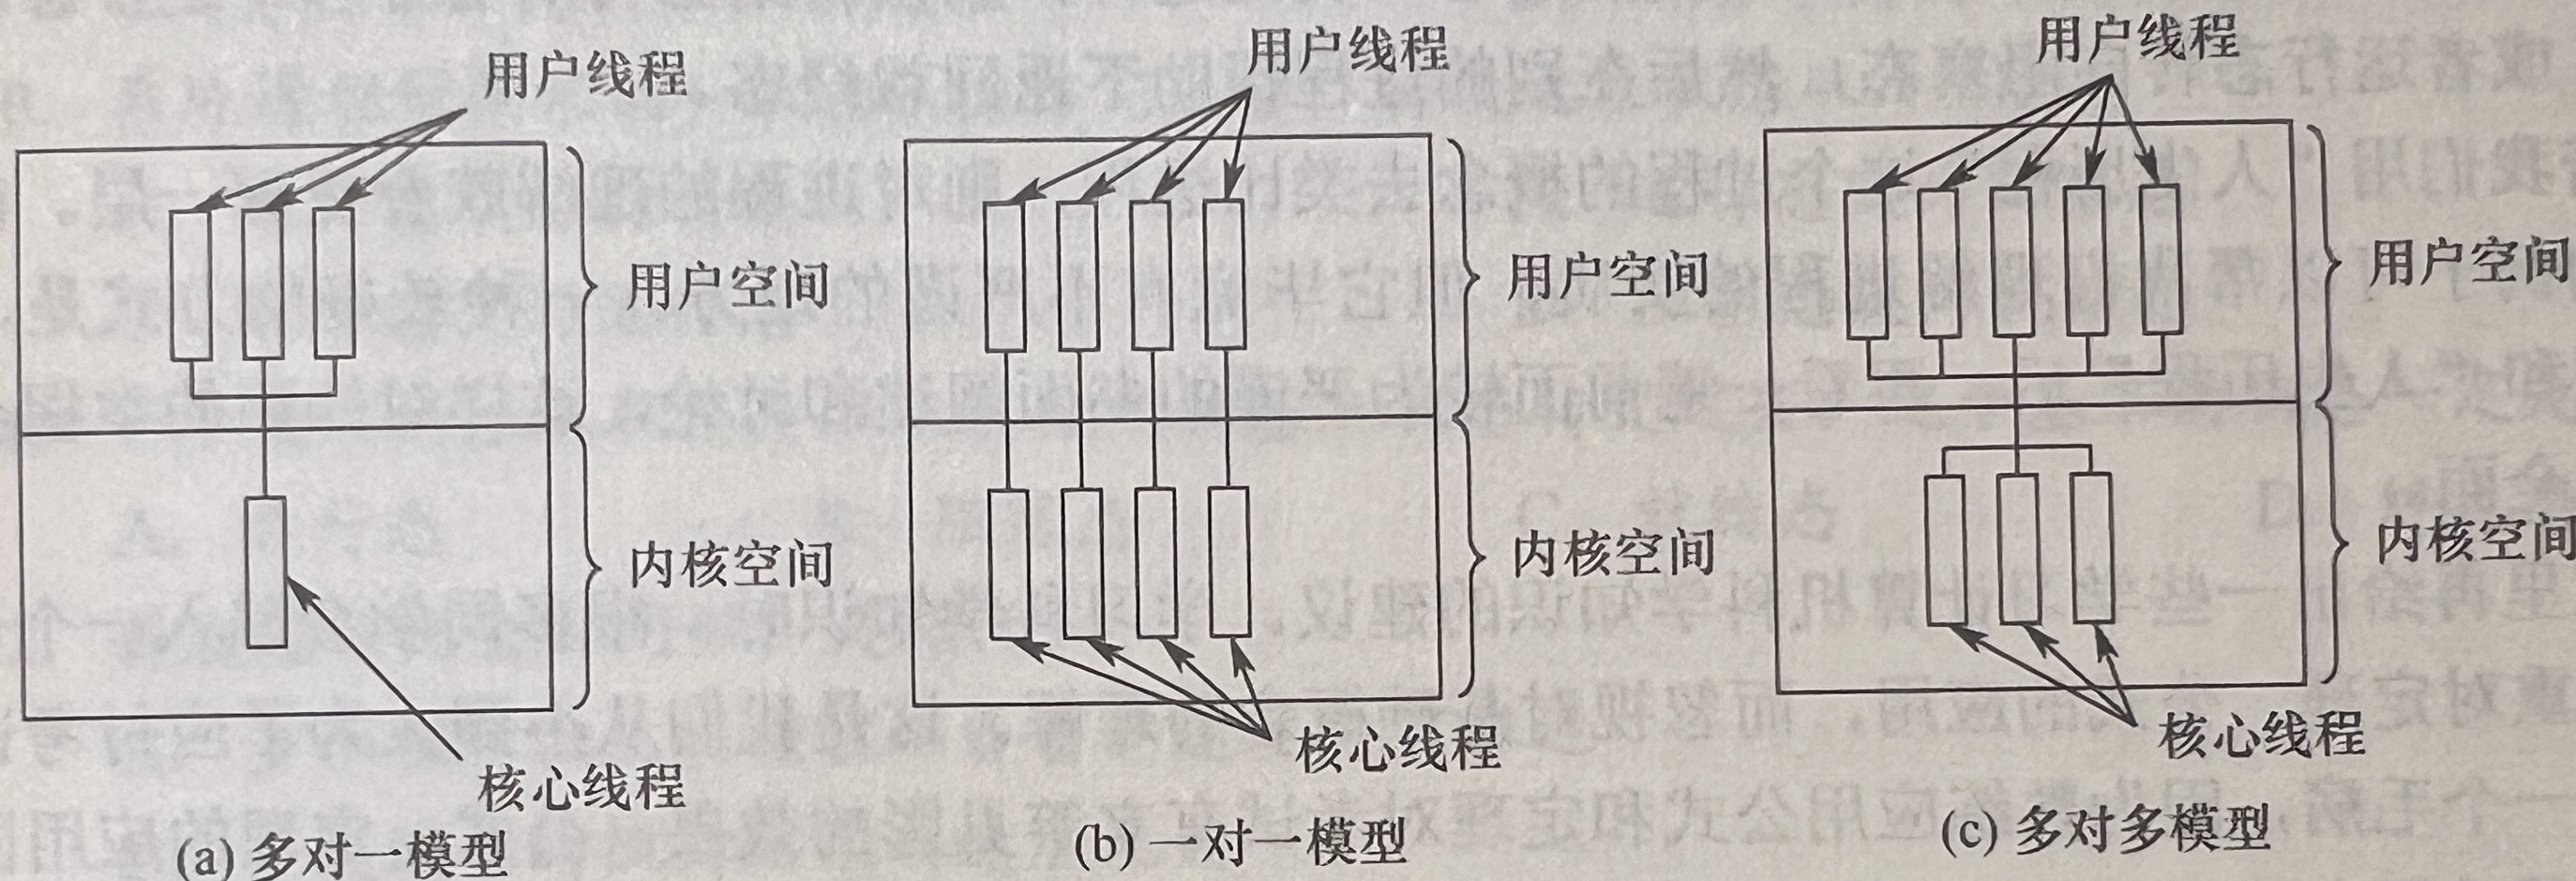 用户线程
用户空间
内核空间
核心线程
(a) 多对一模型
用户线程
用户空间
内核空间
核心线程
(b) 一对一模型
用户线程
用户空间
内核空间
核心线程
(c) 多对多模型